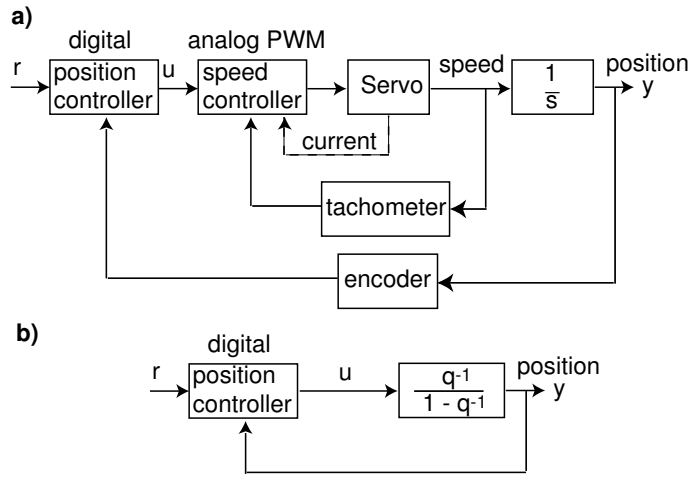 a)
digital
analog PWM
r
position
controller
u
speed
controller
Servo
speed
1
s
position
y
current
tachometer
encoder
b)
digital
r
position
controller
u
q-1
1 - q-1
position
y